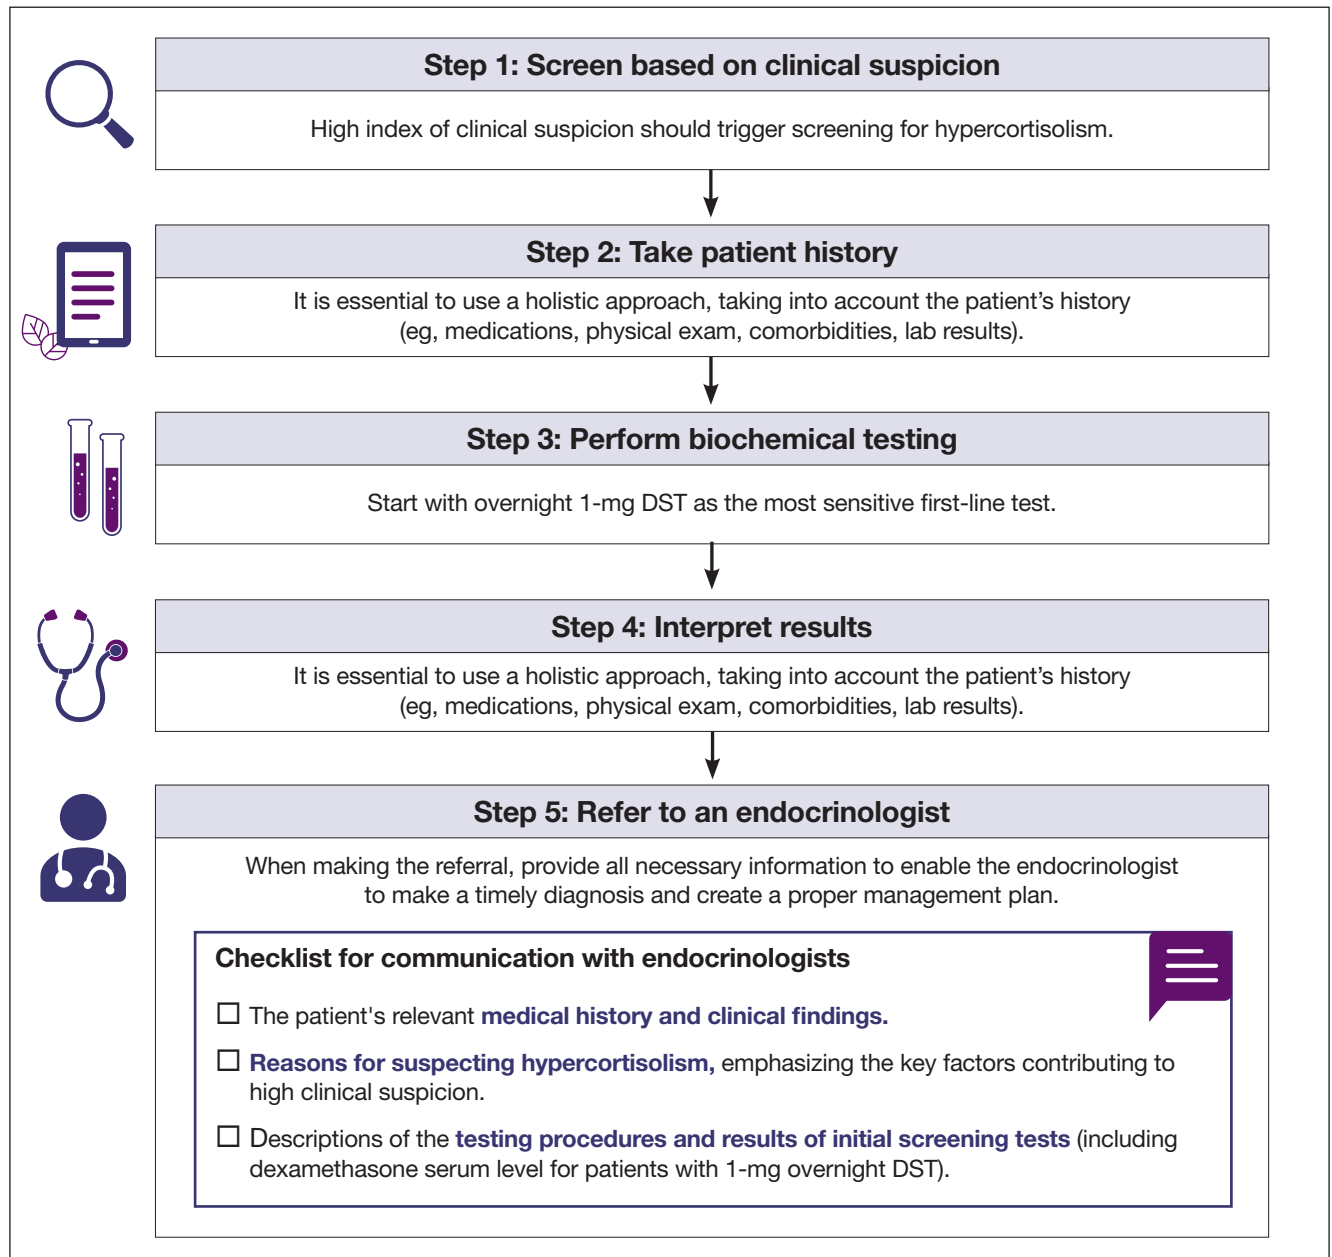 Step 1: Screen based on clinical suspicion
High index of clinical suspicion should trigger screening for hypercortisolism.
Step 2: Take patient history
It is essential to use a holistic approach, taking into account the patient’s history
(eg, medications, physical exam, comorbidities, lab results).
Step 3: Perform biochemical testing
Start with overnight 1-mg DST as the most sensitive first-line test.
Step 4: Interpret results
It is essential to use a holistic approach, taking into account the patient’s history
(eg, medications, physical exam, comorbidities, lab results).
Step 5: Refer to an endocrinologist
When making the referral, provide all necessary information to enable the endocrinologist
to make a timely diagnosis and create a proper management plan.
Checklist for communication with endocrinologists
☐ The patient's relevant medical history and clinical findings.
☐ Reasons for suspecting hypercortisolism, emphasizing the key factors contributing to
high clinical suspicion.
☐ Descriptions of the testing procedures and results of initial screening tests (including
dexamethasone serum level for patients with 1-mg overnight DST).